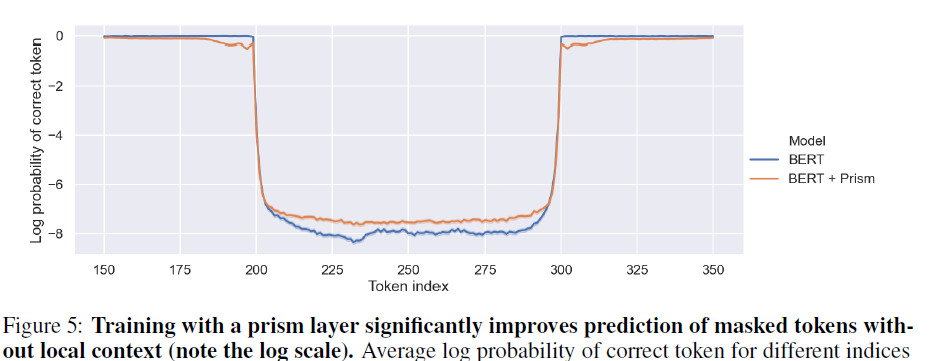 0
−2
−4
−6
−8
Log probability of correct token
150 175 200 225 250 275 300 325 350
Token index
Model
BERT
BERT + Prism
Figure 5: Training with a prism layer significantly improves prediction of masked tokens with-
out local context (note the log scale). Average log probability of correct token for different indices